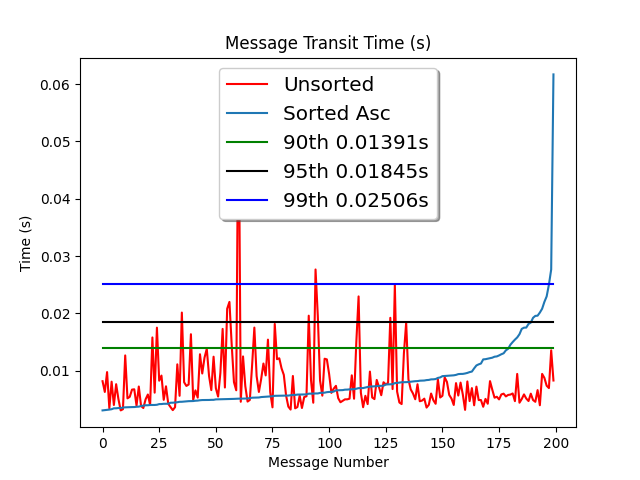 Message Transit Time (s)
Unsorted
Sorted Asc
90th 0.01391s
95th 0.01845s
99th 0.02506s
0.06
0.05
0.04
0.03
0.02
0.01
Time (s)
0 25 50 75 100 125 150 175 200
Message Number